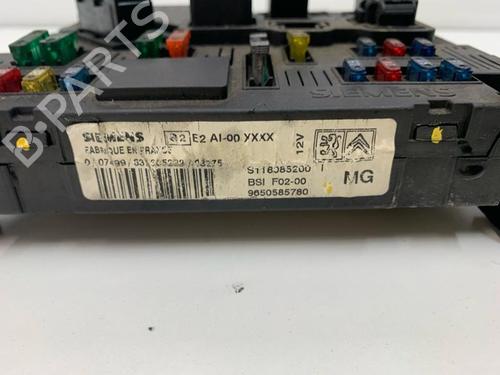 B-PARTS
SIEMENS
SIEMENS E2 AI-00 YXXX 12V
FABRIQUE EN FRANCE
S118085200 I
BSI F02-00 MG
9650585780